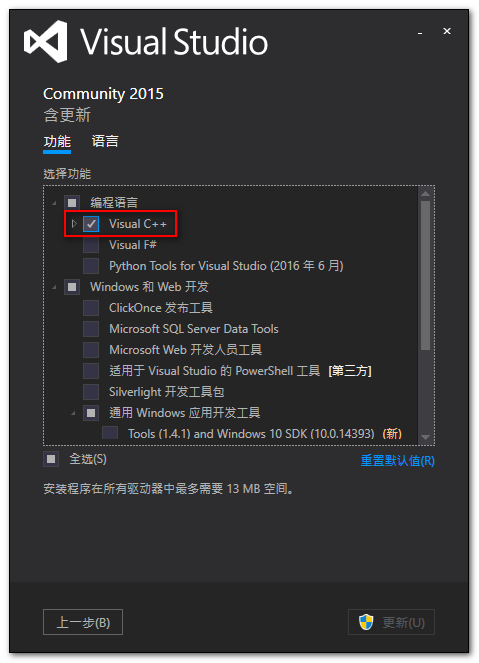 Visual Studio
Community 2015
含更新
功能 语言
选择功能
编程语言
Visual C++
Visual F#
Python Tools for Visual Studio (2016 年 6 月)
Windows 和 Web 开发
ClickOnce 发布工具
Microsoft SQL Server Data Tools
Microsoft Web 开发人员工具
适用于 Visual Studio 的 PowerShell 工具 [第三方]
Silverlight 开发工具包
通用 Windows 应用开发工具
Tools (1.4.1) and Windows 10 SDK (10.0.14393) (新)
全选(S) 重置默认值(R)
安装程序在所有驱动器中最多需要 13 MB 空间。
上一步(B) 更新(U)